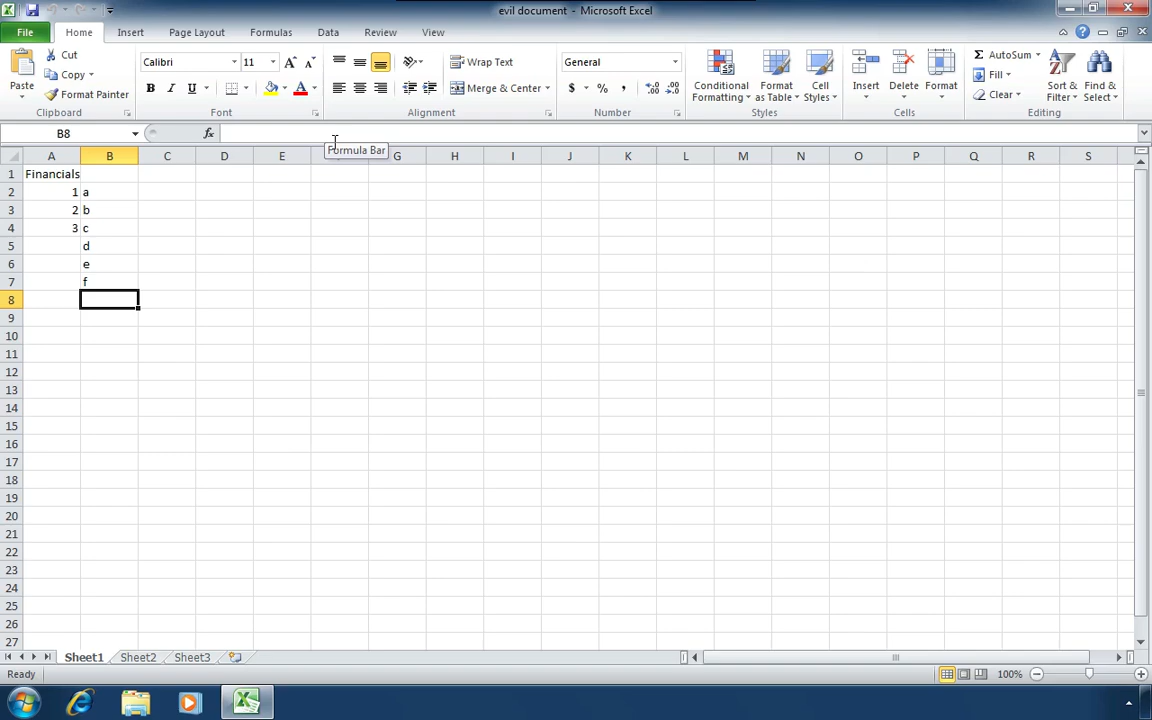 evil document - Microsoft Excel
File Home Insert Page Layout Formulas Data Review View
Paste
Cut
Copy
Format Painter
Clipboard
Calibri 11 A A
B I U A
Font
Wrap Text
Merge & Center
Alignment
General
$ % , .0 .00 .00 .0
Number
Conditional Formatting
Format as Table
Cell Styles
Styles
Insert Delete Format
Cells
Σ AutoSum
Fill
Clear
Sort & Filter
Find & Select
Editing
B8 fx
Formula Bar
A B C D E G H I J K L M N O P Q R S
1 Financials
2 1 a
3 2 b
4 3 c
5 d
6 e
7 f
8
9
10
11
12
13
14
15
16
17
18
19
20
21
22
23
24
25
26
27
Sheet1 Sheet2 Sheet3
Ready 100%